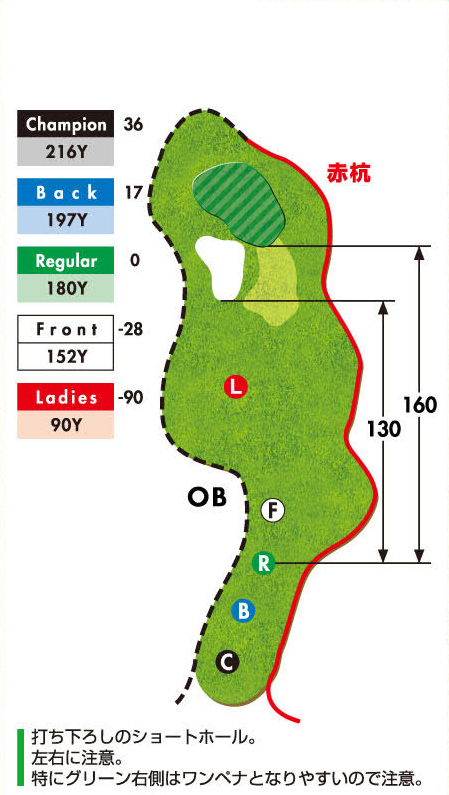 Champion 36
216Y
赤杭
Back 17
197Y
Regular 0
180Y
Front -28
152Y
Ladies -90
90Y
L
160
130
OB
F
R
B
C
打ち下ろしのショートホール。
左右に注意。
特にグリーン右側はワンペナとなりやすいので注意。